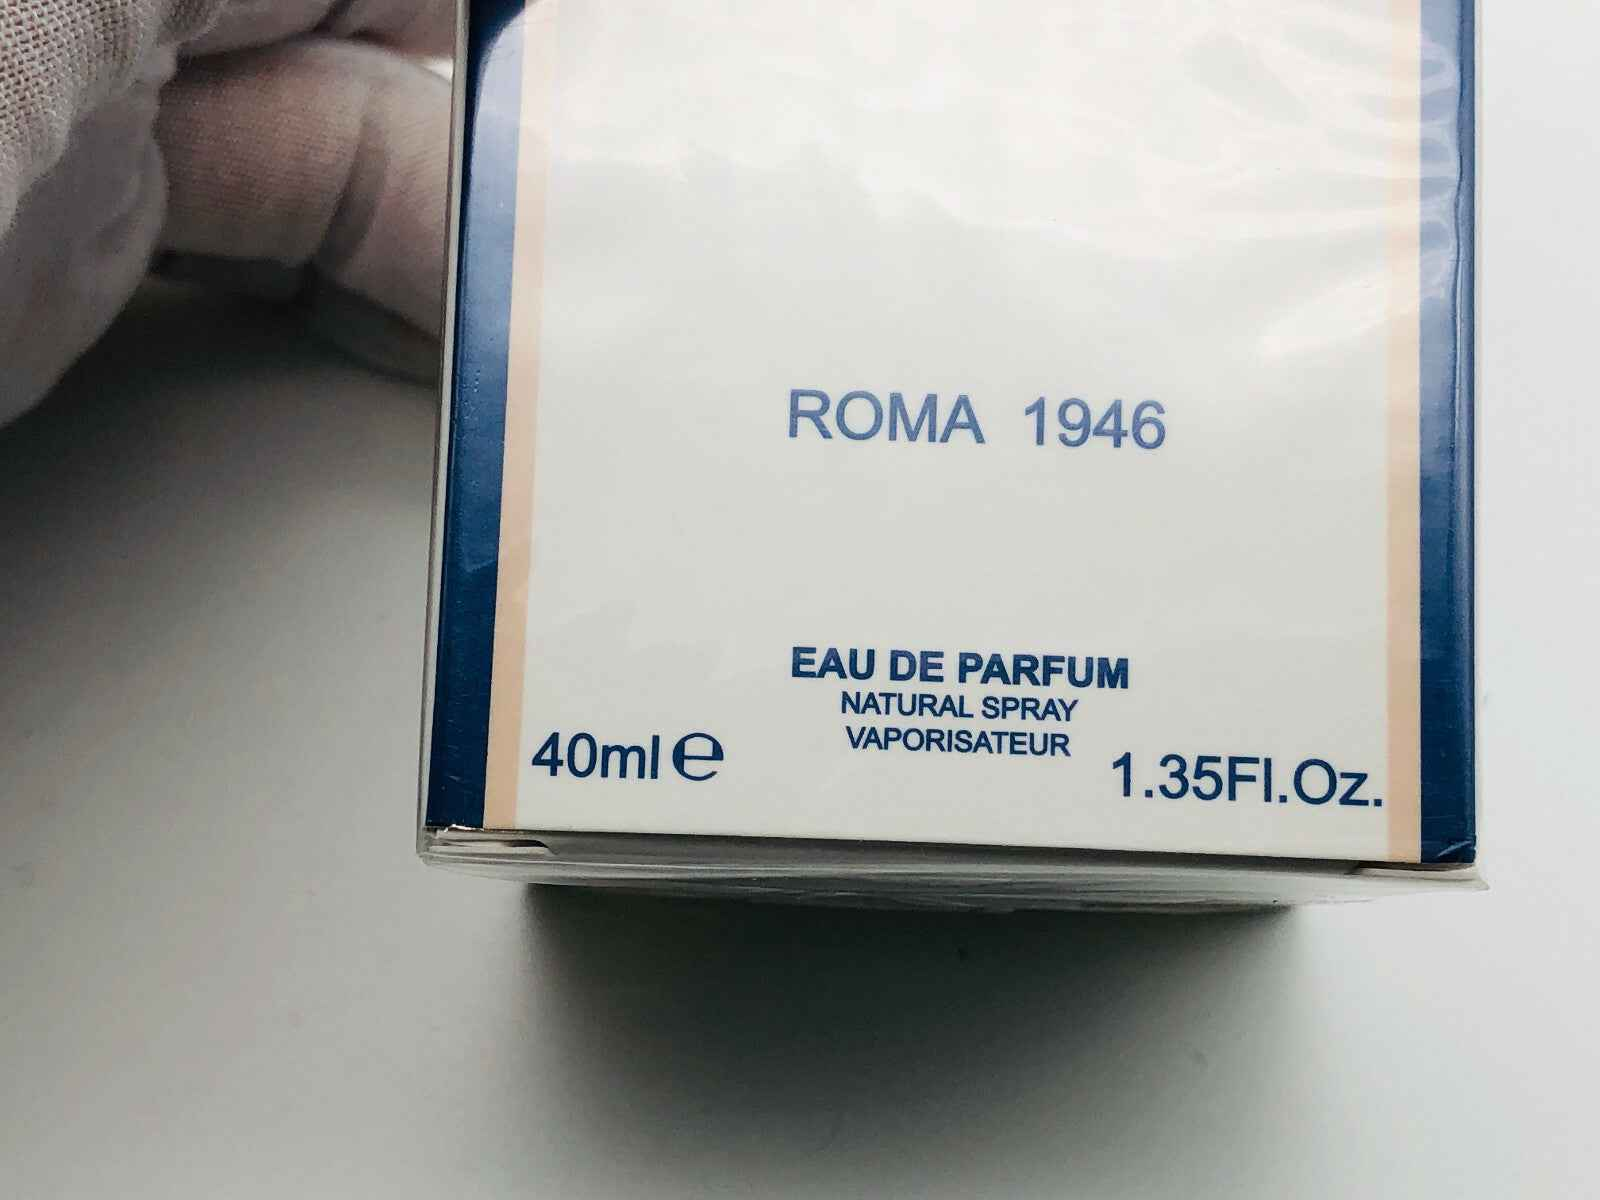 ROMA 1946
EAU DE PARFUM
NATURAL SPRAY
VAPORISATEUR
40ml℮
1.35Fl.Oz.